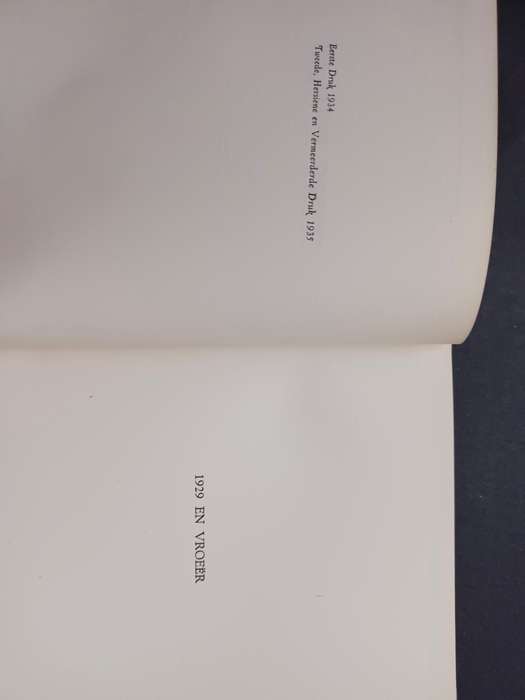 Eerste Druk 1934
Tweede, Herziene en Vermeerderde Druk 1935
1929 EN VROEËR